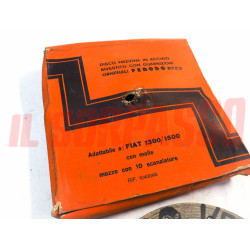 DISCO FRIZIONE IN ACCIAIO
RIVESTITO CON GUARNIZIONI
ORIGINALI FERODO
Adattabile a: FIAT 1300/1500
con molle
mozzo con 10 scanalature
RIF.